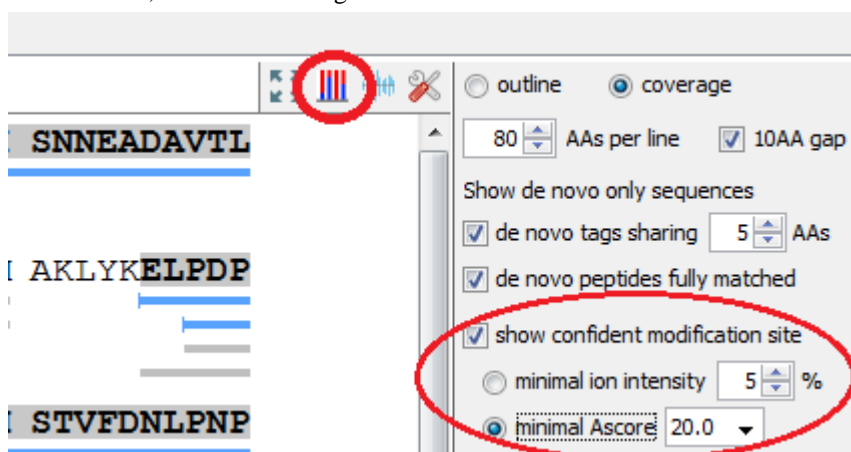 outline coverage
SNNEADAVTL
80 AAs per line 10AA gap
Show de novo only sequences
de novo tags sharing 5 AAs
AKLYKELPDP
de novo peptides fully matched
show confident modification site
minimal ion intensity 5 %
STVFDNLPNP
minimal Ascore 20.0